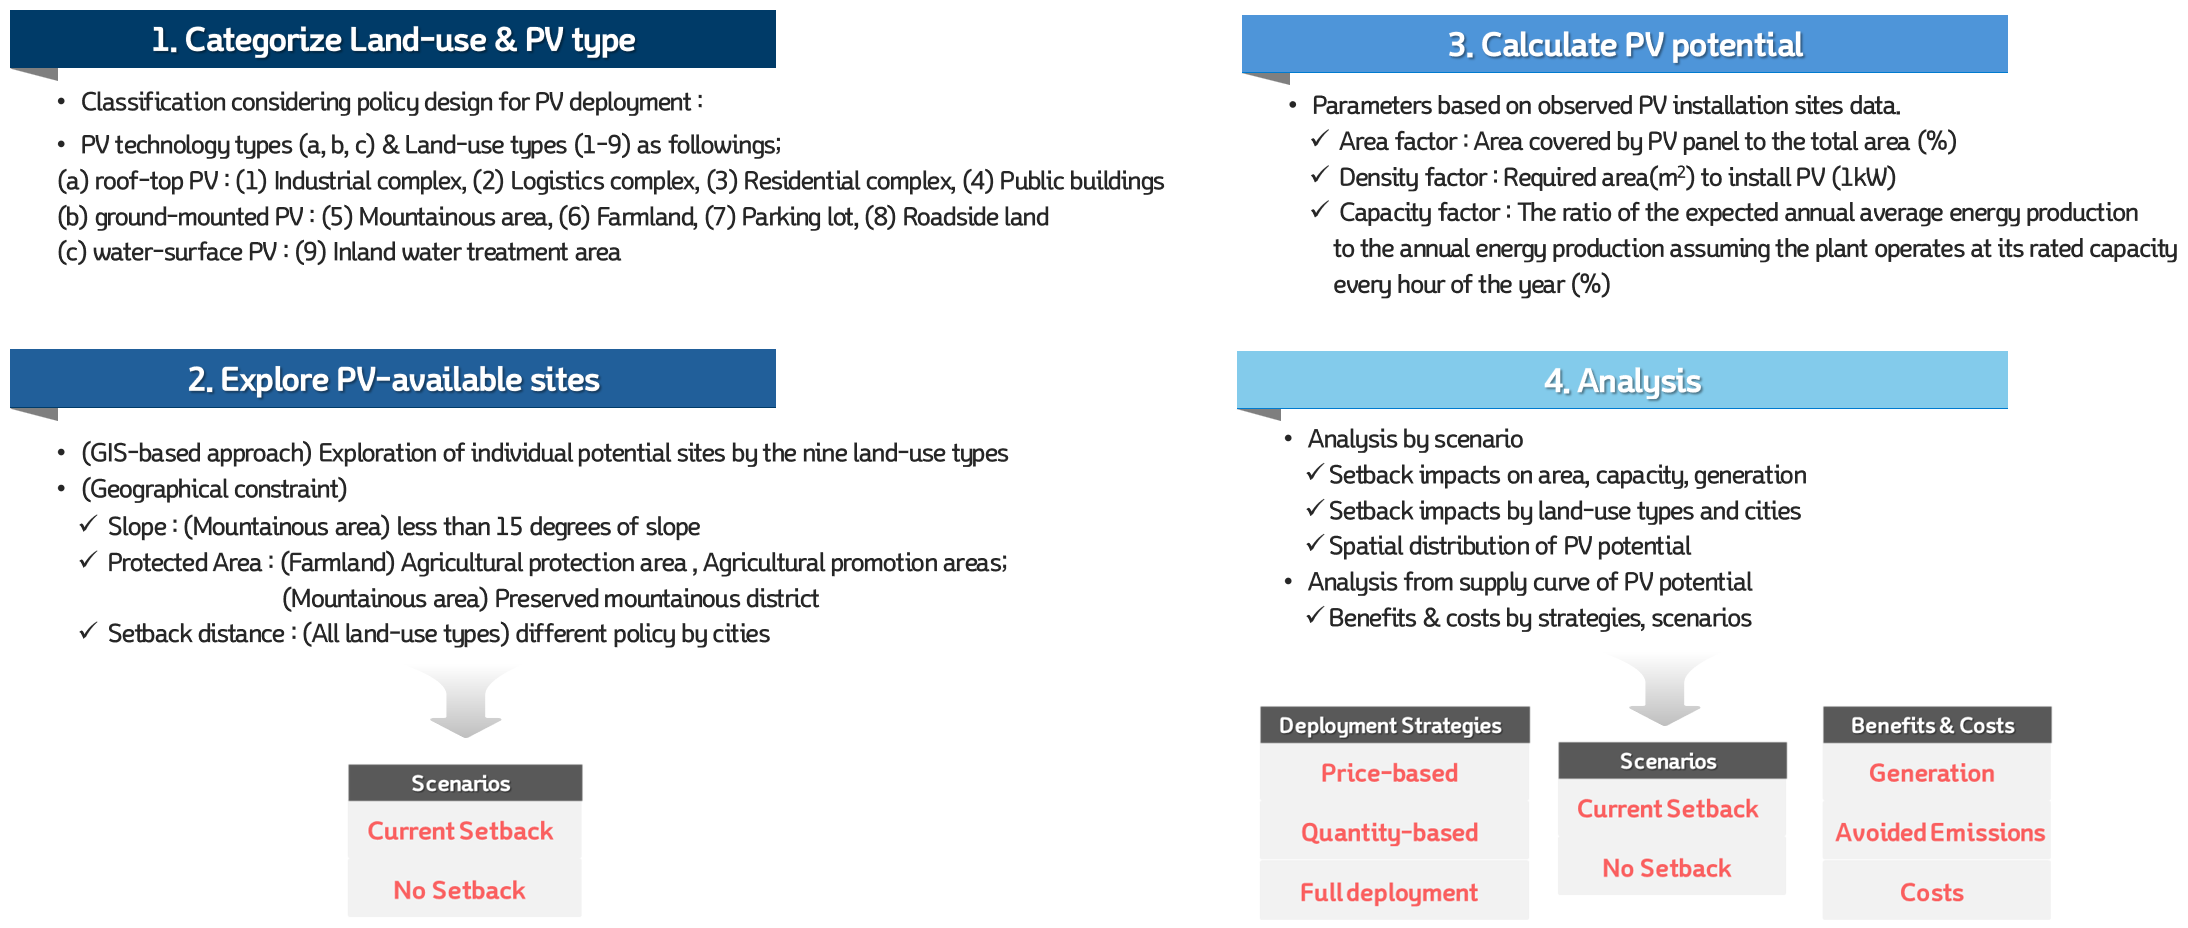 1. Categorize Land-use & PV type
• Classification considering policy design for PV deployment :
• PV technology types (a, b, c) & Land-use types (1-9) as followings;
(a) roof-top PV : (1) Industrial complex, (2) Logistics complex, (3) Residential complex, (4) Public buildings
(b) ground-mounted PV : (5) Mountainous area, (6) Farmland, (7) Parking lot, (8) Roadside land
(c) water-surface PV : (9) Inland water treatment area
2. Explore PV-available sites
• (GIS-based approach) Exploration of individual potential sites by the nine land-use types
• (Geographical constraint)
✓ Slope : (Mountainous area) less than 15 degrees of slope
✓ Protected Area : (Farmland) Agricultural protection area , Agricultural promotion areas;
(Mountainous area) Preserved mountainous district
✓ Setback distance : (All land-use types) different policy by cities
Scenarios
Current Setback
No Setback
3. Calculate PV potential
• Parameters based on observed PV installation sites data.
✓ Area factor : Area covered by PV panel to the total area (%)
✓ Density factor : Required area(m²) to install PV (1kW)
✓ Capacity factor : The ratio of the expected annual average energy production
to the annual energy production assuming the plant operates at its rated capacity
every hour of the year (%)
4. Analysis
• Analysis by scenario
✓ Setback impacts on area, capacity, generation
✓ Setback impacts by land-use types and cities
✓ Spatial distribution of PV potential
• Analysis from supply curve of PV potential
✓ Benefits & costs by strategies, scenarios
Deployment Strategies
Price-based
Quantity-based
Full deployment
Scenarios
Current Setback
No Setback
Benefits & Costs
Generation
Avoided Emissions
Costs